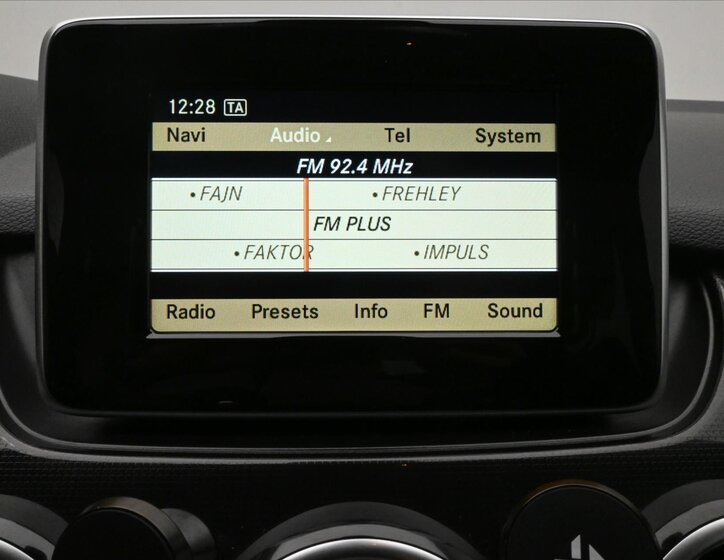 12:28 TA
Navi Audio Tel System
FM 92.4 MHz
•FAJN •FREHLEY
FM PLUS
•FAKTOR •IMPULS
Radio Presets Info FM Sound